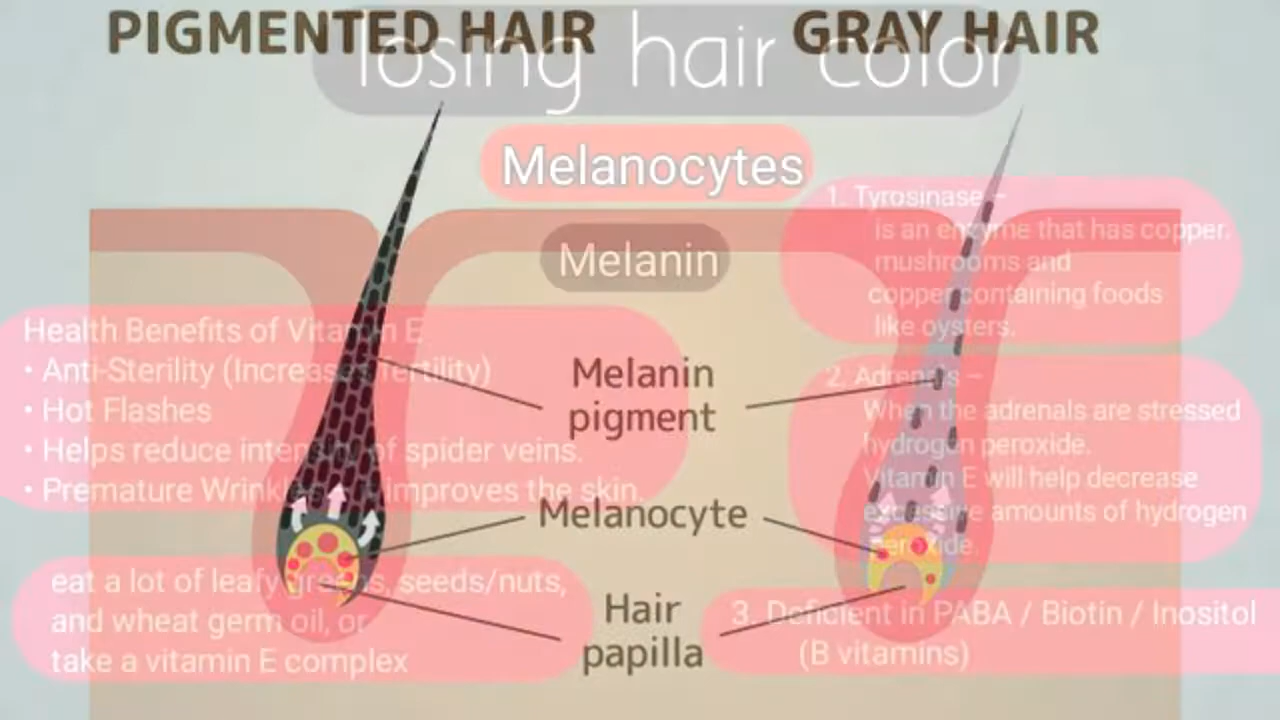 PIGMENTED HAIR
GRAY HAIR
losing hair color
Melanocytes
Melanin
1. Tyrosinase –
is an enzyme that has copper.
mushrooms and
copper containing foods
like oysters.
Health Benefits of Vitamin E
• Anti-Sterility (Increases fertility)
• Hot Flashes
• Helps reduce intensity of spider veins.
• Premature Wrinkles improves the skin.
Melanin
pigment
2. Adrenals –
When the adrenals are stressed
hydrogen peroxide.
Vitamin E will help decrease
excessive amounts of hydrogen
peroxide.
Melanocyte
eat a lot of leafy greens, seeds/nuts,
and wheat germ oil, or
take a vitamin E complex
Hair
papilla
3. Deficient in PABA / Biotin / Inositol
(B vitamins)